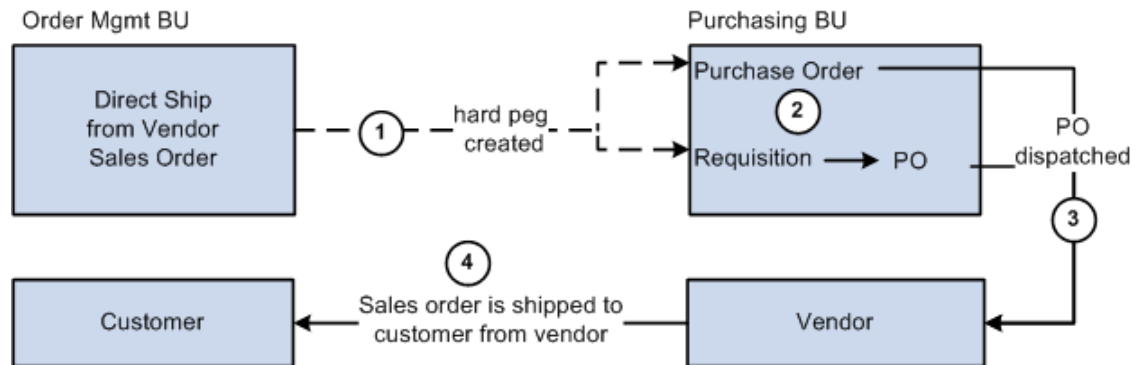 Order Mgmt BU
Purchasing BU
Direct Ship
from Vendor
Sales Order
1
hard peg
created
Purchase Order
2
Requisition
PO
PO
dispatched
3
4
Sales order is shipped to
customer from vendor
Customer
Vendor